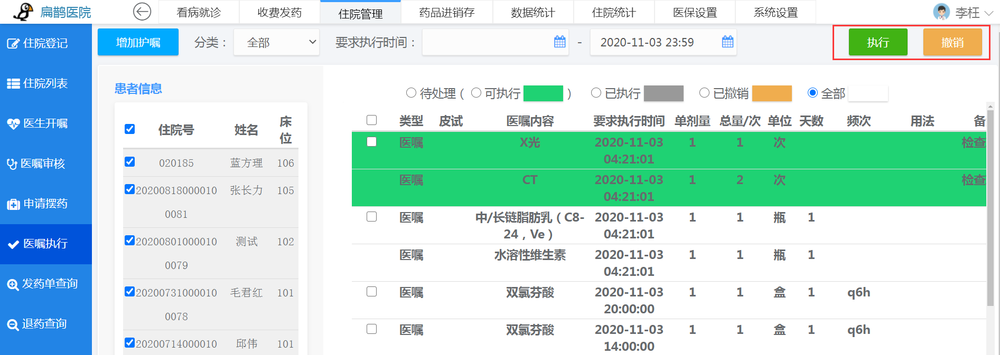 扁鹊医院
看病就诊 收费发药 住院管理 药品进销存 数据统计 住院统计 医保设置 系统设置
李枉
住院登记
住院列表
医生开嘱
医嘱审核
申请摆药
医嘱执行
发药单查询
退药查询
增加护嘱 分类： 全部 要求执行时间： - 2020-11-03 23:59 执行 撤销
患者信息
住院号 姓名 床位
020185 蓝方理 106
20200818000010 张长力 105
0081
20200801000010 测试 102
0079
20200731000010 毛君红 101
0078
20200714000010 邱伟 101
待处理（ 可执行 ） 已执行 已撤销 全部
类型 皮试 医嘱内容 要求执行时间 单剂量 总量/次 单位 天数 频次 用法 备
医嘱 X光 2020-11-03 1 1 次 检查
04:21:01
医嘱 CT 2020-11-03 1 2 次 检查
04:21:01
医嘱 中/长链脂肪乳（C8- 2020-11-03 1 1 瓶 1
24，Ve） 04:21:01
医嘱 水溶性维生素 2020-11-03 1 1 瓶 1
04:21:01
医嘱 双氯芬酸 2020-11-03 1 1 盒 1 q6h
20:00:00
医嘱 双氯芬酸 2020-11-03 1 1 盒 1 q6h
14:00:00